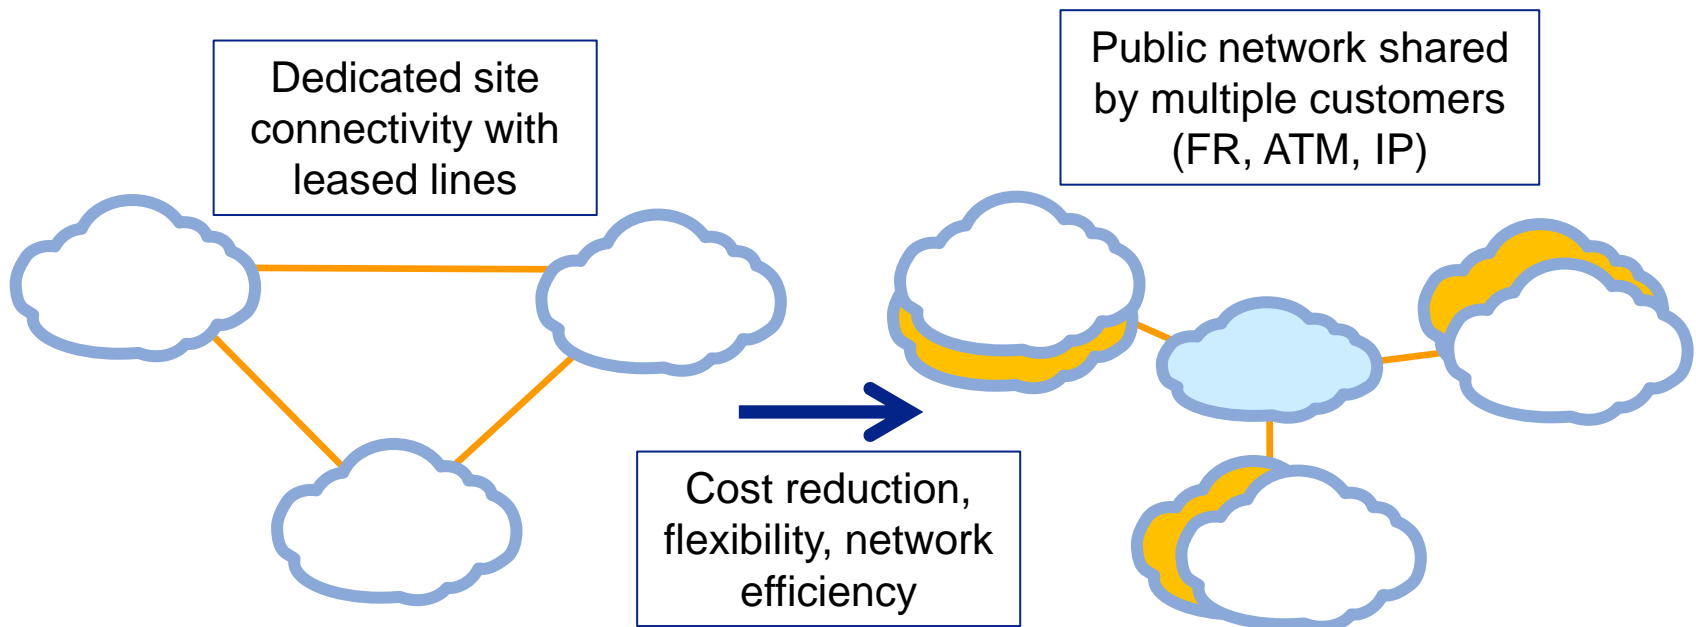 Dedicated site
connectivity with
leased lines
Public network shared
by multiple customers
(FR, ATM, IP)
Cost reduction,
flexibility, network
efficiency